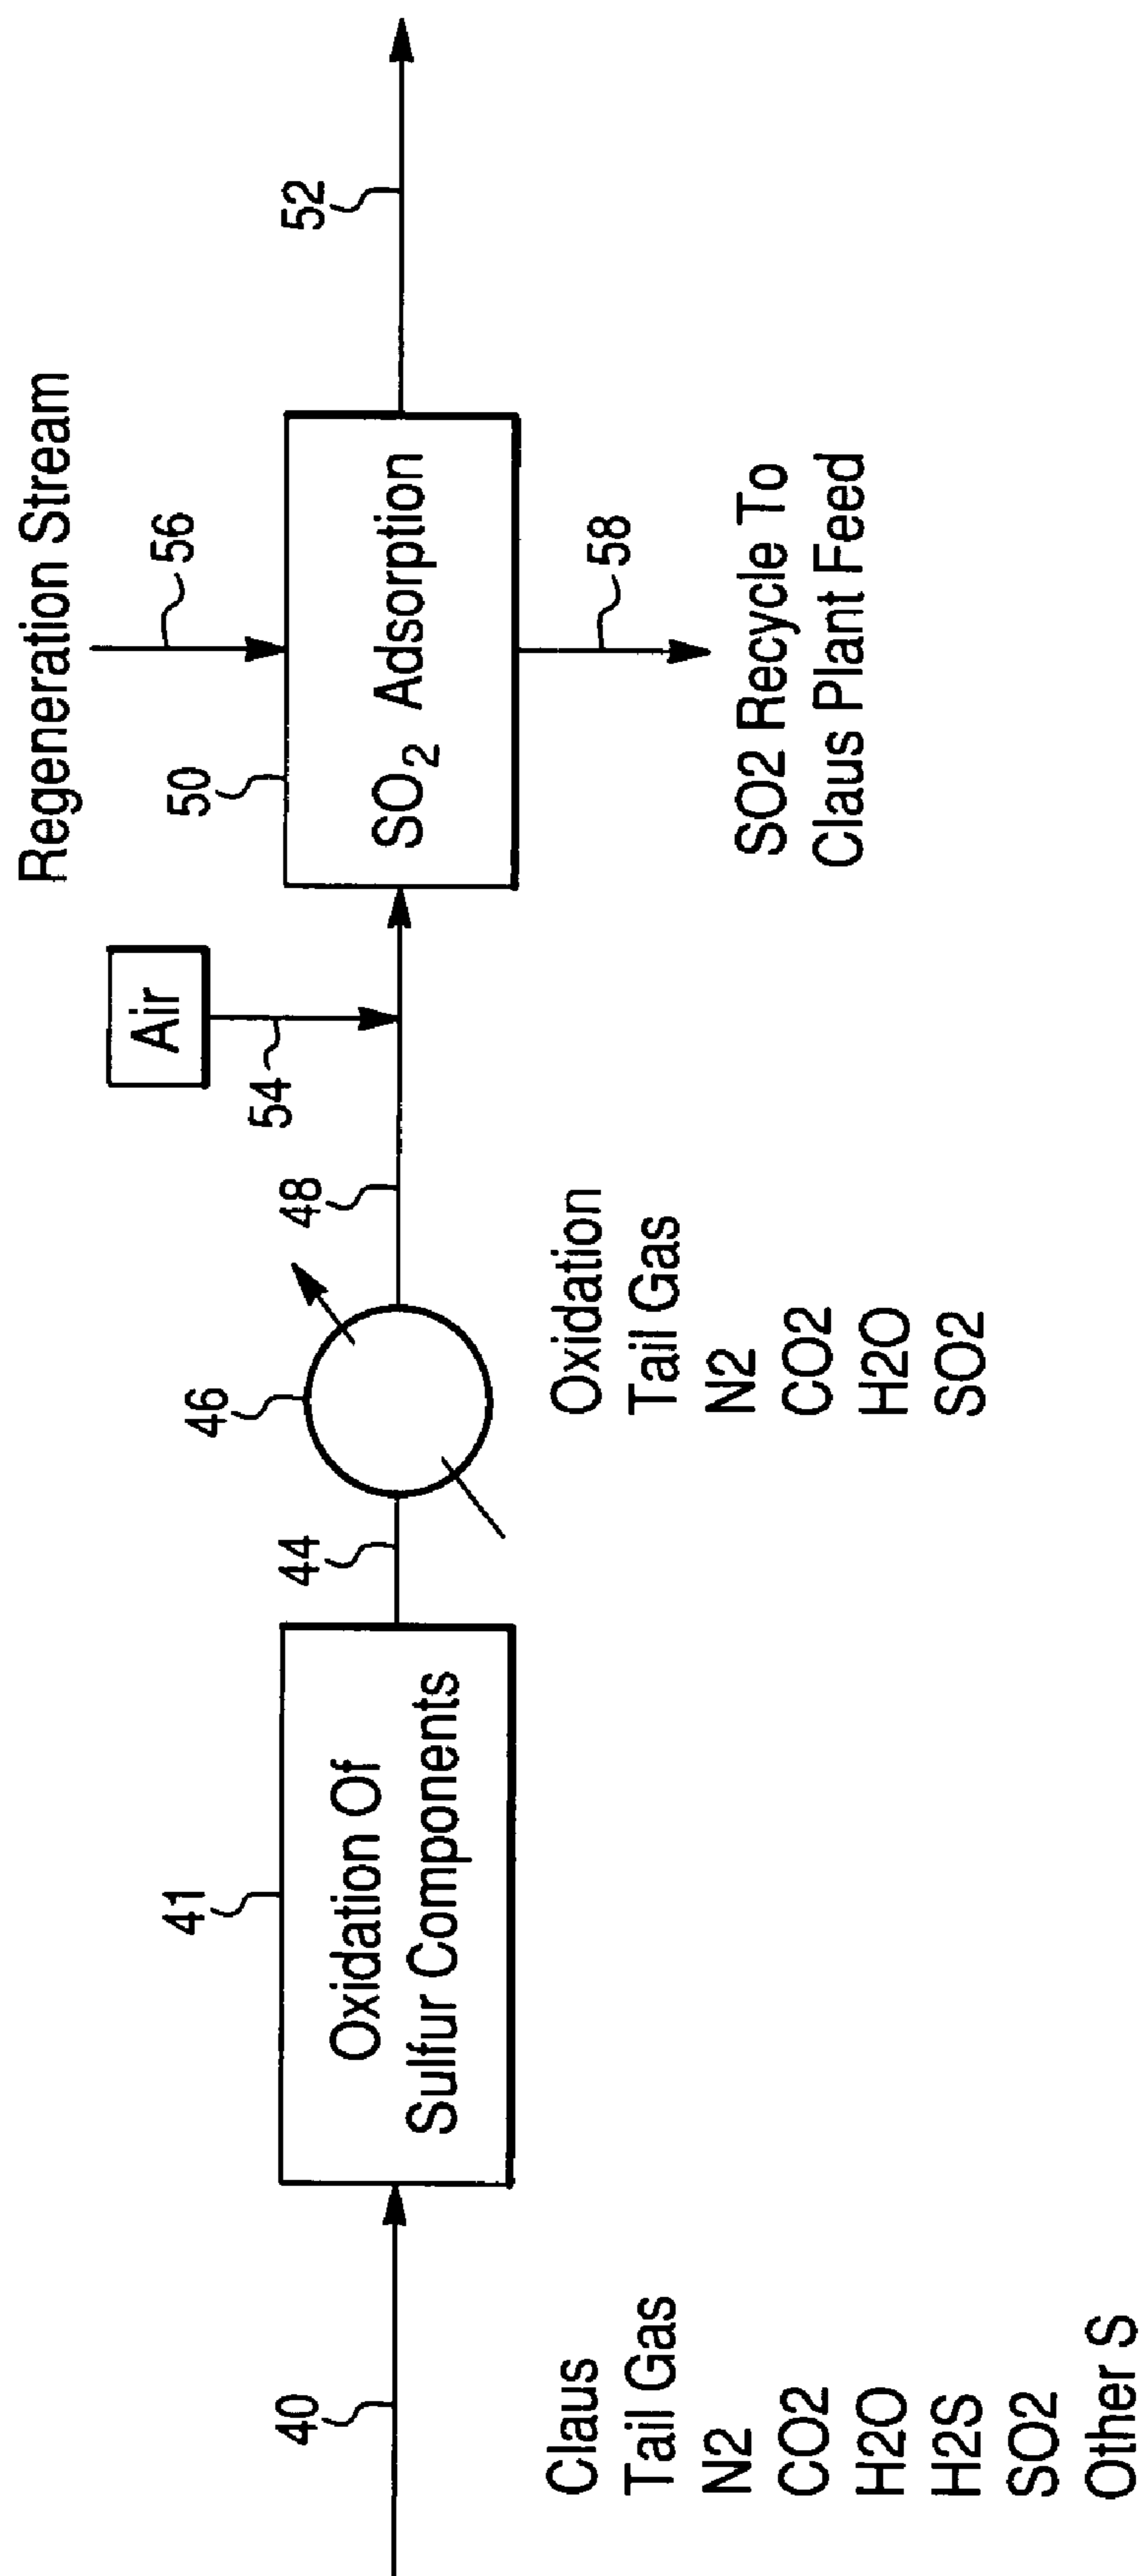 40
Claus
Tail Gas
N2
CO2
H2O
H2S
SO2
Other S
41
Oxidation Of
Sulfur Components
44
46
48
Oxidation
Tail Gas
N2
CO2
H2O
SO2
Air
54
Regeneration Stream
56
50
SO₂ Adsorption
52
58
SO2 Recycle To
Claus Plant Feed